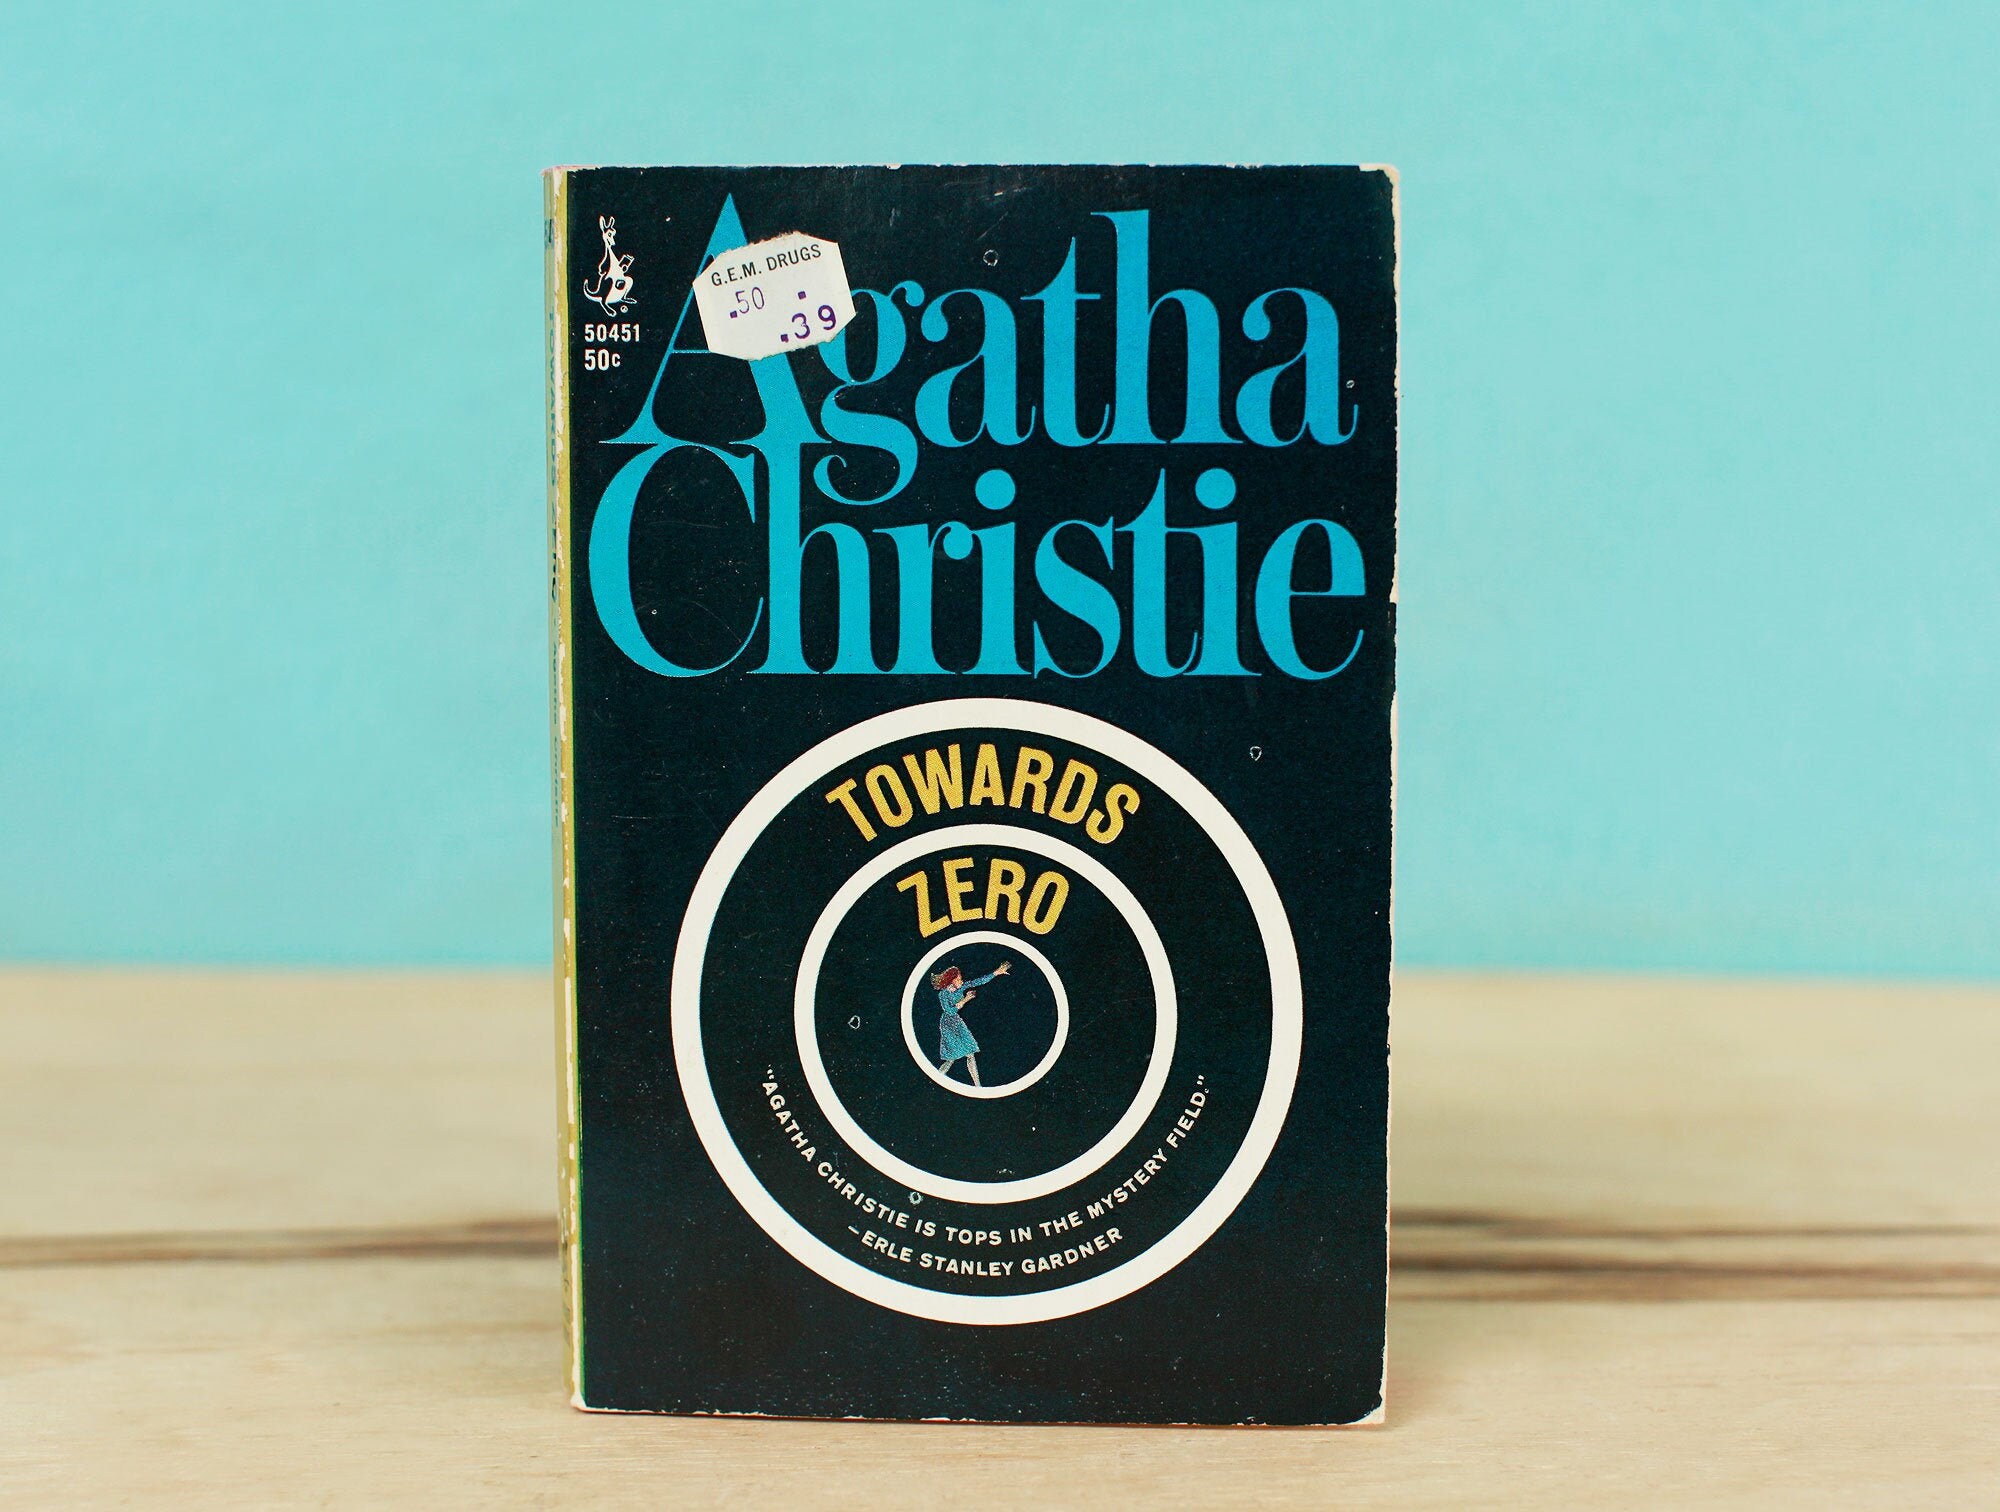 G.E.M. DRUGS
.50
.39
50451
50c
Agatha
Christie
TOWARDS
ZERO
"AGATHA CHRISTIE IS TOPS IN THE MYSTERY FIELD."
–ERLE STANLEY GARDNER